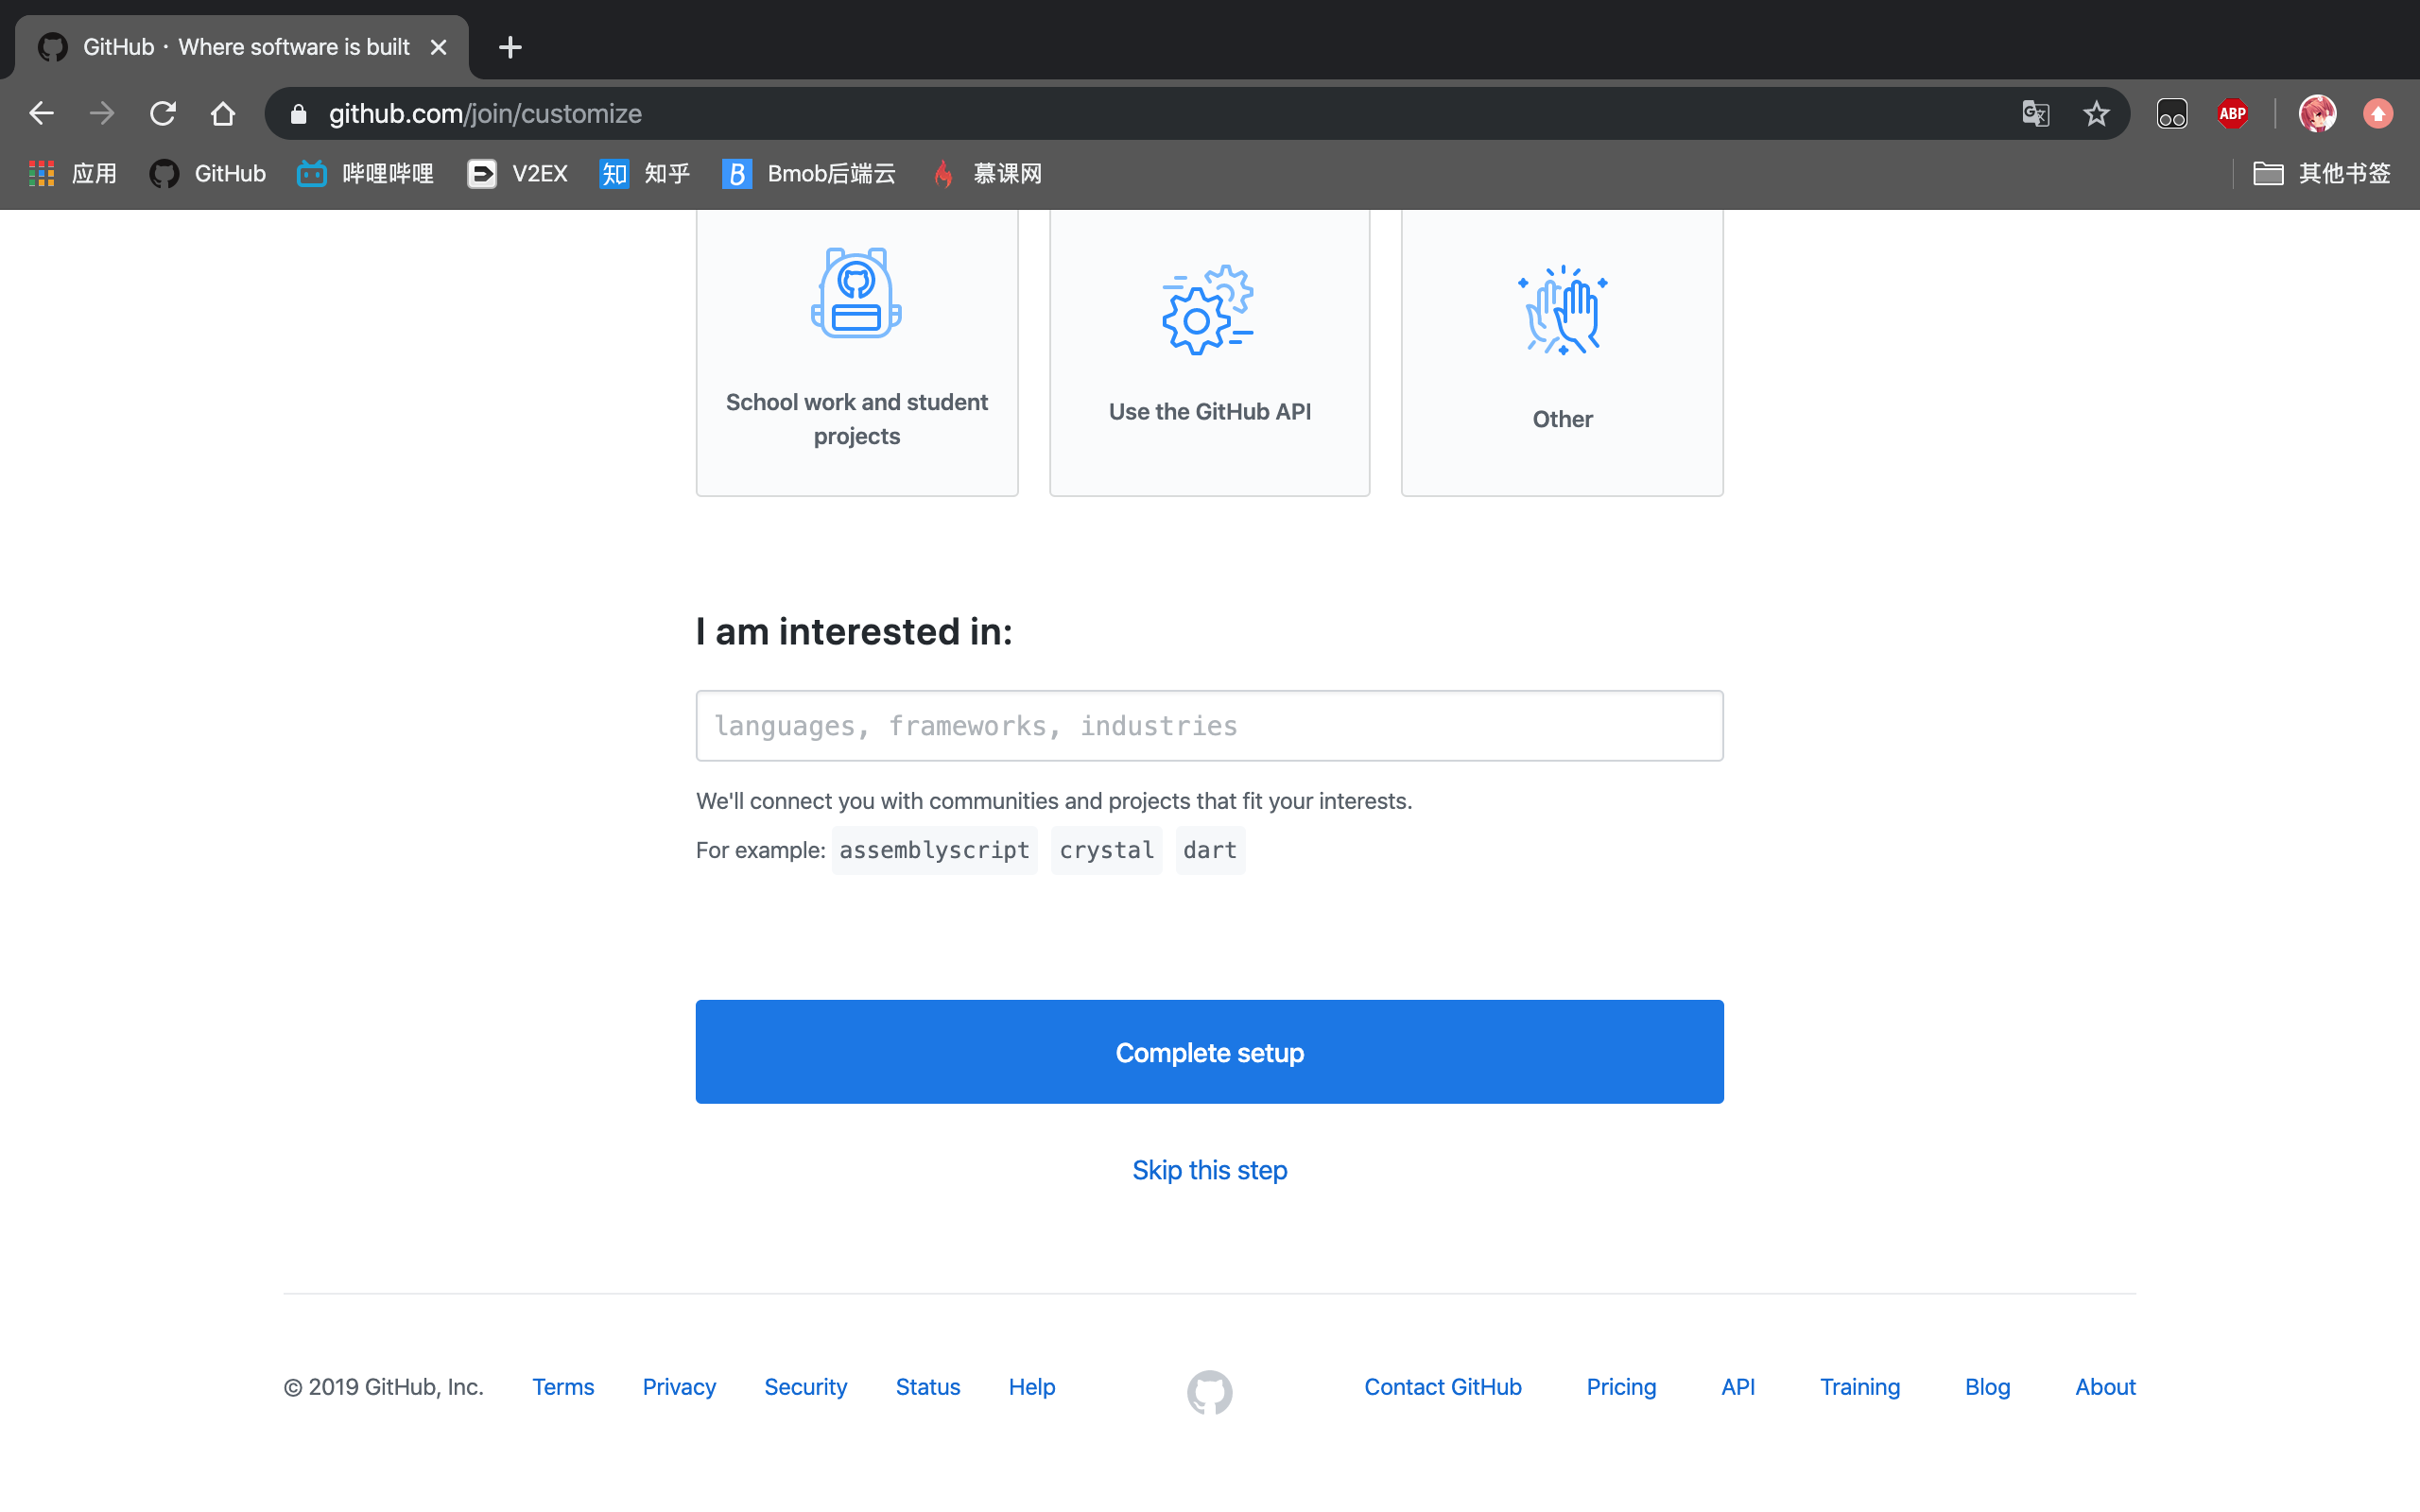 GitHub · Where software is built
github.com/join/customize
ABP
应用 GitHub 哔哩哔哩 V2EX 知 知乎 B Bmob后端云 慕课网 其他书签
School work and student
projects
Use the GitHub API
Other
I am interested in:
languages, frameworks, industries
We'll connect you with communities and projects that fit your interests.
For example: assemblyscript crystal dart
Complete setup
Skip this step
© 2019 GitHub, Inc. Terms Privacy Security Status Help Contact GitHub Pricing API Training Blog About